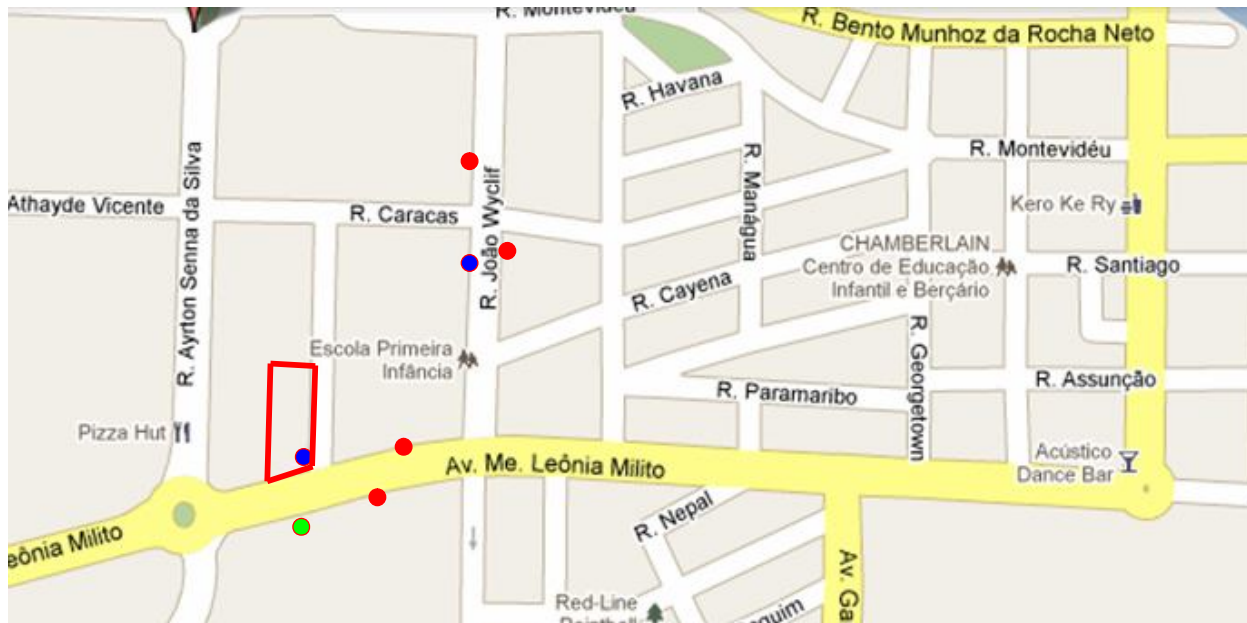 R. Montevidéu
R. Bento Munhoz da Rocha Neto
R. Havana
R. Montevidéu
R. Ayrton Senna da Silva
R. João Wyclif
R. Manágua
Athayde Vicente
R. Caracas
Kero Ke Ry
CHAMBERLAIN
Centro de Educação
Infantil e Berçário
R. Santiago
R. Cayena
Escola Primeira
Infância
R. Georgetown
R. Assunção
R. Paramaribo
Pizza Hut
Av. Me. Leônia Milito
Acústico
Dance Bar
R. Nepal
eônia Milito
Av. Ga
Red-Line
Paintball
quim